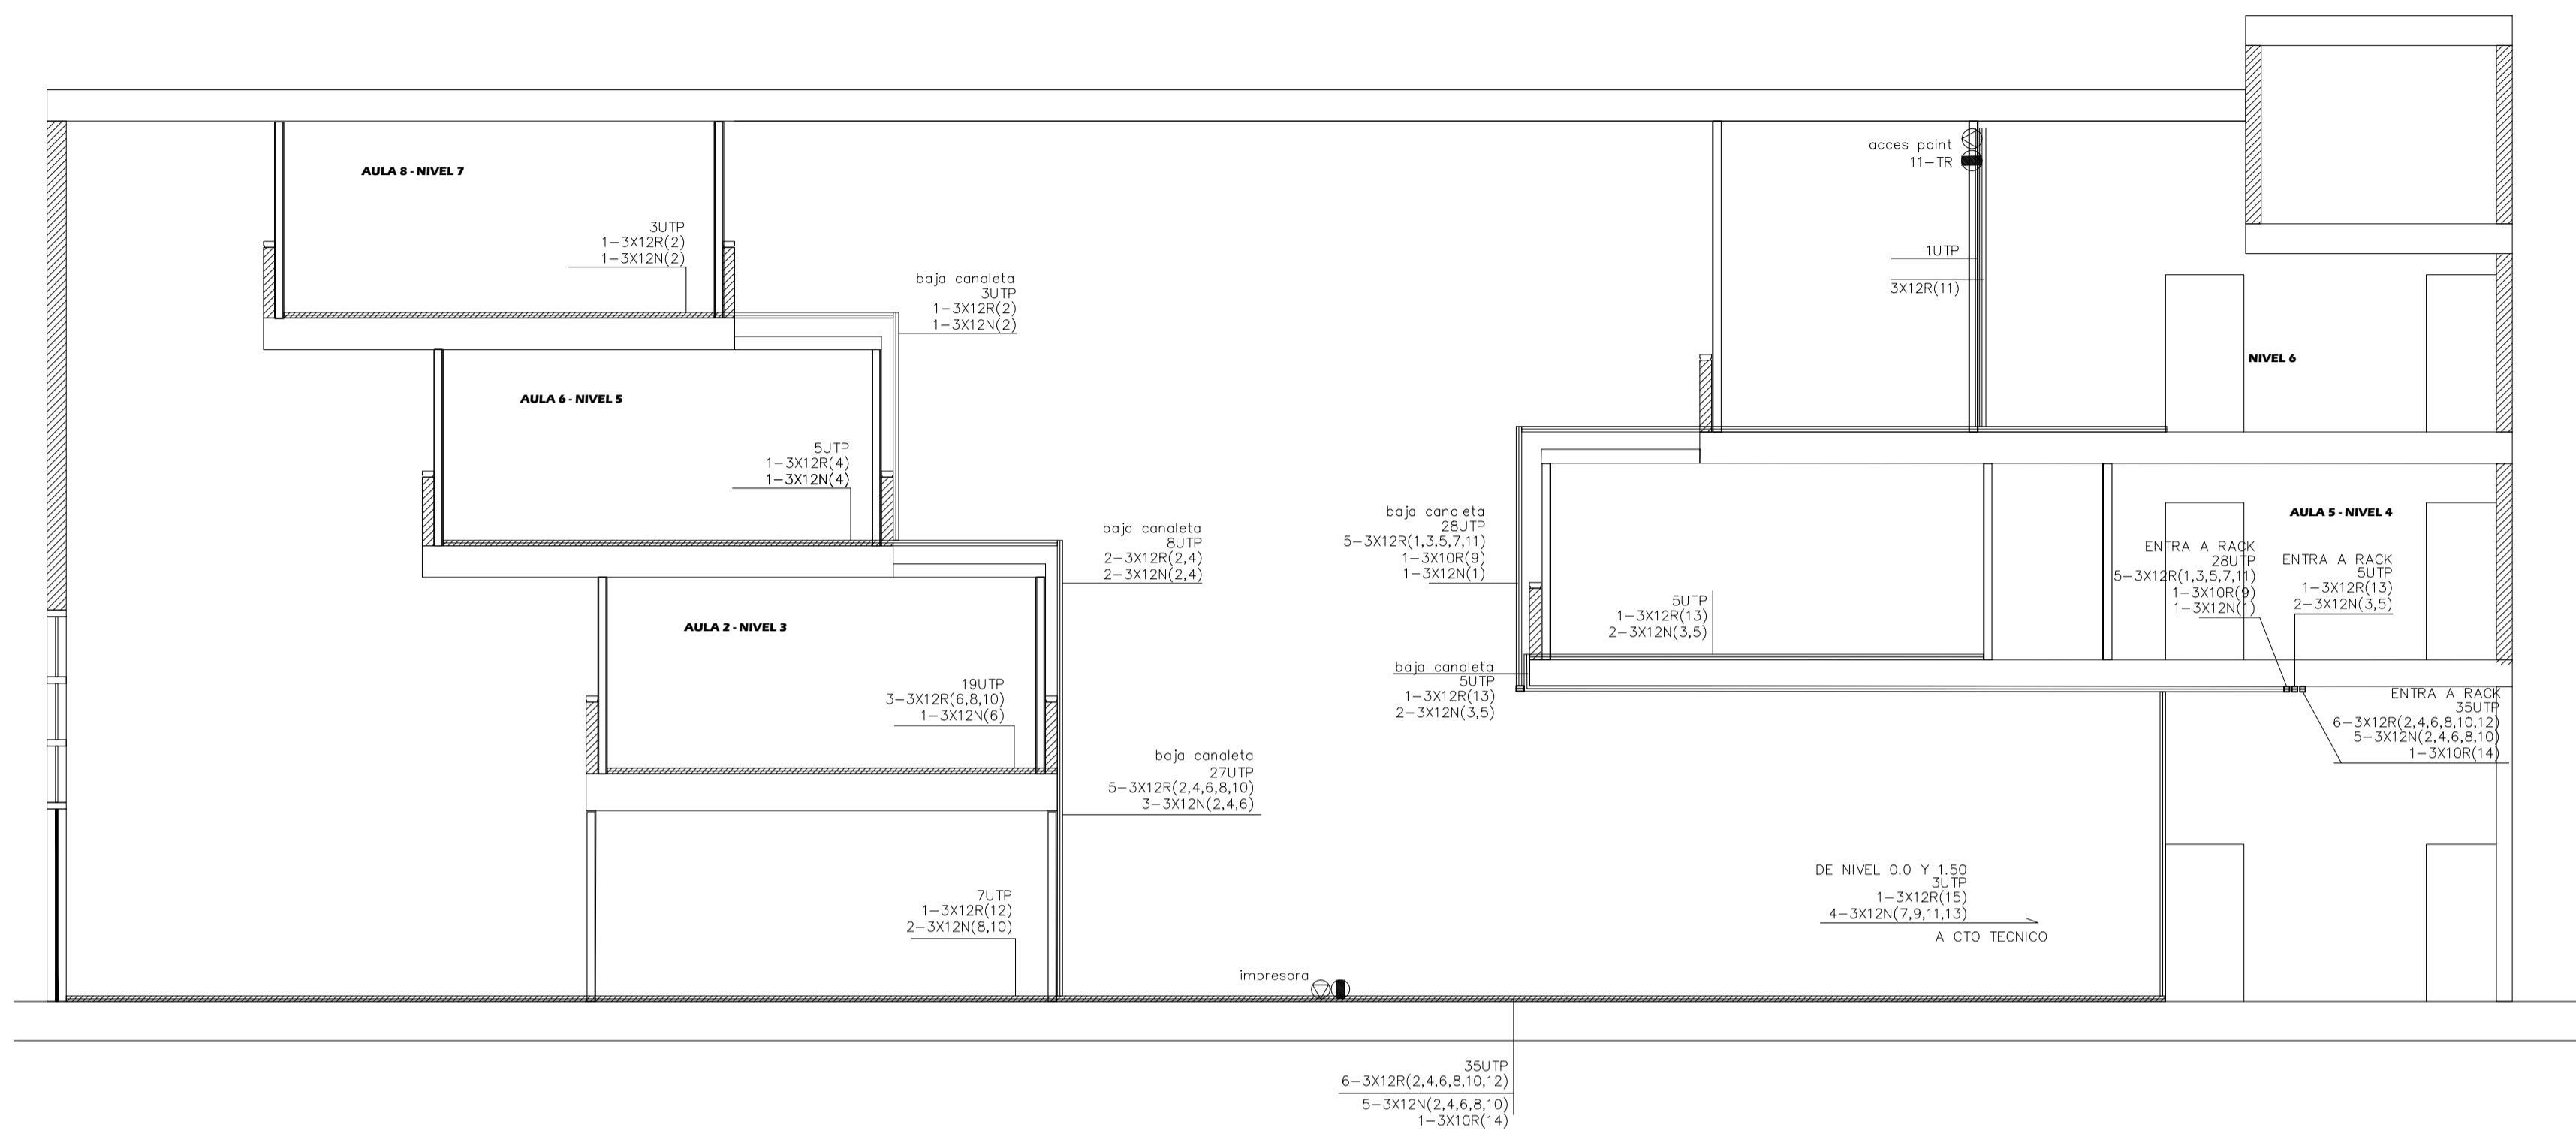 AULA 8 - NIVEL 7
3UTP
1-3X12R(2)
1-3X12N(2)
baja canaleta
3UTP
1-3X12R(2)
1-3X12N(2)
AULA 6 - NIVEL 5
5UTP
1-3X12R(4)
1-3X12N(4)
baja canaleta
8UTP
2-3X12R(2,4)
2-3X12N(2,4)
AULA 2 - NIVEL 3
19UTP
3-3X12R(6,8,10)
1-3X12N(6)
baja canaleta
27UTP
5-3X12R(2,4,6,8,10)
3-3X12N(2,4,6)
7UTP
1-3X12R(12)
2-3X12N(8,10)
impresora
35UTP
6-3X12R(2,4,6,8,10,12)
5-3X12N(2,4,6,8,10)
1-3X10R(14)
acces point
11-TR
1UTP
3X12R(11)
NIVEL 6
baja canaleta
28UTP
5-3X12R(1,3,5,7,11)
1-3X10R(9)
1-3X12N(1)
5UTP
1-3X12R(13)
2-3X12N(3,5)
baja canaleta
5UTP
1-3X12R(13)
2-3X12N(3,5)
AULA 5 - NIVEL 4
ENTRA A RACK
28UTP
5-3X12R(1,3,5,7,11)
1-3X10R(9)
1-3X12N(1)
ENTRA A RACK
5UTP
1-3X12R(13)
2-3X12N(3,5)
ENTRA A RACK
35UTP
6-3X12R(2,4,6,8,10,12)
5-3X12N(2,4,6,8,10)
1-3X10R(14)
DE NIVEL 0.0 Y 1.50
3UTP
1-3X12R(15)
4-3X12N(7,9,11,13)
A CTO TECNICO